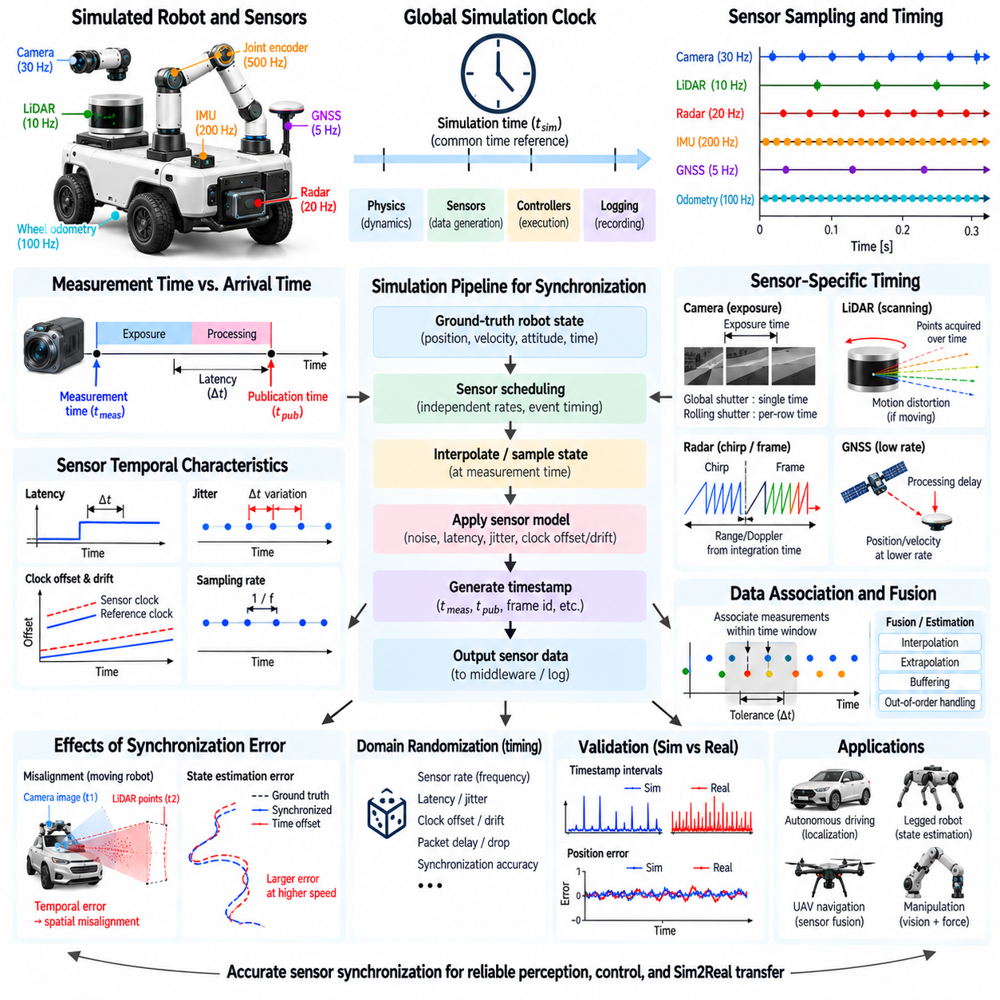 Simulated Robot and Sensors
Camera
(30 Hz)
Joint encoder
(500 Hz)
LiDAR
(10 Hz)
IMU
(200 Hz)
GNSS
(5 Hz)
Radar
(20 Hz)
Wheel odometry
(100 Hz)
Global Simulation Clock
Simulation time (tsim)
(common time reference)
Physics
(dynamics)
Sensors
(data generation)
Controllers
(execution)
Logging
(recording)
Sensor Sampling and Timing
Camera (30 Hz)
LiDAR (10 Hz)
Radar (20 Hz)
IMU (200 Hz)
GNSS (5 Hz)
Odometry (100 Hz)
0 0.1 0.2 0.3
Time [s]
Measurement Time vs. Arrival Time
Exposure Processing
Time
Latency
(Δt)
Measurement
time (tmeas)
Publication time
(tpub)
Sensor Temporal Characteristics
Latency
Δt
Time
Jitter
Δt variation
Time
Clock offset & drift
Sensor clock
Reference clock
Offset
Time
Sampling rate
1 / f
Time
Simulation Pipeline for Synchronization
Ground-truth robot state
(position, velocity, attitude, time)
Sensor scheduling
(independent rates, event timing)
Interpolate / sample state
(at measurement time)
Apply sensor model
(noise, latency, jitter, clock offset/drift)
Generate timestamp
(tmeas, tpub, frame id, etc.)
Output sensor data
(to middleware / log)
Sensor-Specific Timing
Camera (exposure)
Exposure time
Global shutter : single time
Rolling shutter : per-row time
LiDAR (scanning)
Points acquired
over time
Motion distortion
(if moving)
Radar (chirp / frame)
Chirp Frame
Range/Doppler
from integration time
GNSS (low rate)
Processing delay
Position/velocity
at lower rate
Data Association and Fusion
Associate measurements
within time window
Time
Tolerance (Δt)
Fusion / Estimation
Interpolation
Extrapolation
Buffering
Out-of-order handling
Effects of Synchronization Error
Misalignment (moving robot)
Camera image (t1)
LiDAR points (t2)
Temporal error
→ spatial misalignment
State estimation error
Ground truth
Synchronized
Time offset
Larger error
at higher speed
Domain Randomization (timing)
Sensor rate (frequency)
Latency / jitter
Clock offset / drift
Packet delay / drop
Synchronization accuracy
•••
Validation (Sim vs Real)
Timestamp intervals
Sim Real
Position error
Sim Real
Error
1
0
−0
Time
Applications
Autonomous driving
(localization)
Legged robot
(state estimation)
UAV navigation
(sensor fusion)
Manipulation
(vision + force)
Accurate sensor synchronization for reliable perception, control, and Sim2Real transfer